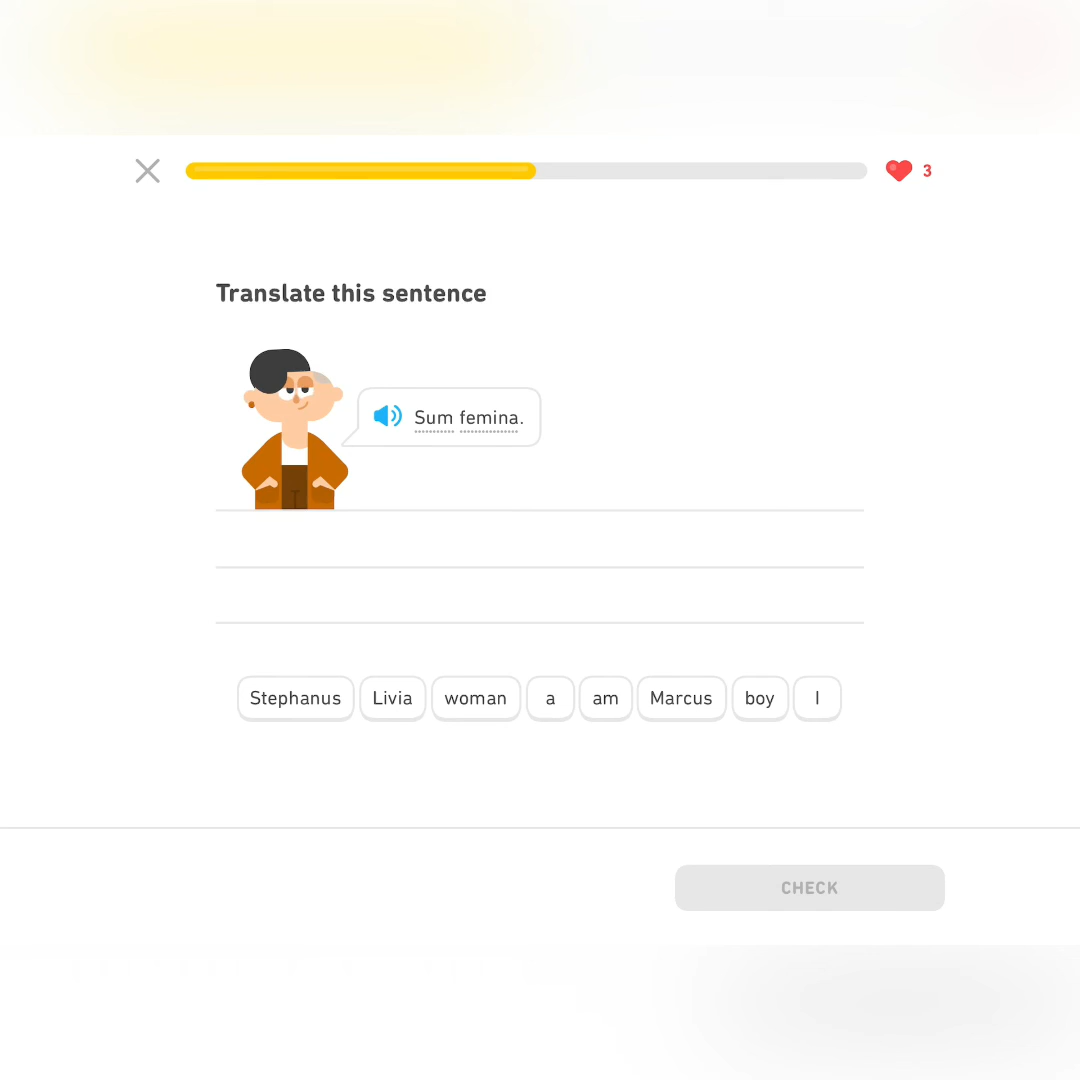 3
Translate this sentence
Sum femina.
Stephanus Livia woman a am Marcus boy I
CHECK